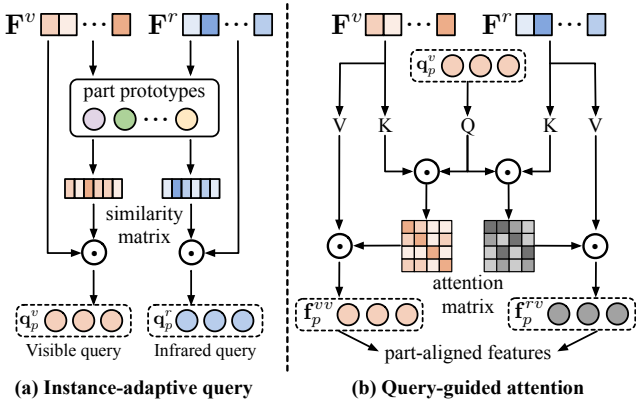 F^v ... F^r ...
part prototypes
...
similarity
matrix
q_p^v q_p^r
Visible query Infrared query
(a) Instance-adaptive query
F^v ... F^r ...
q_p^v
V K Q K V
attention
matrix
f_p^{vv} f_p^{rv}
part-aligned features
(b) Query-guided attention